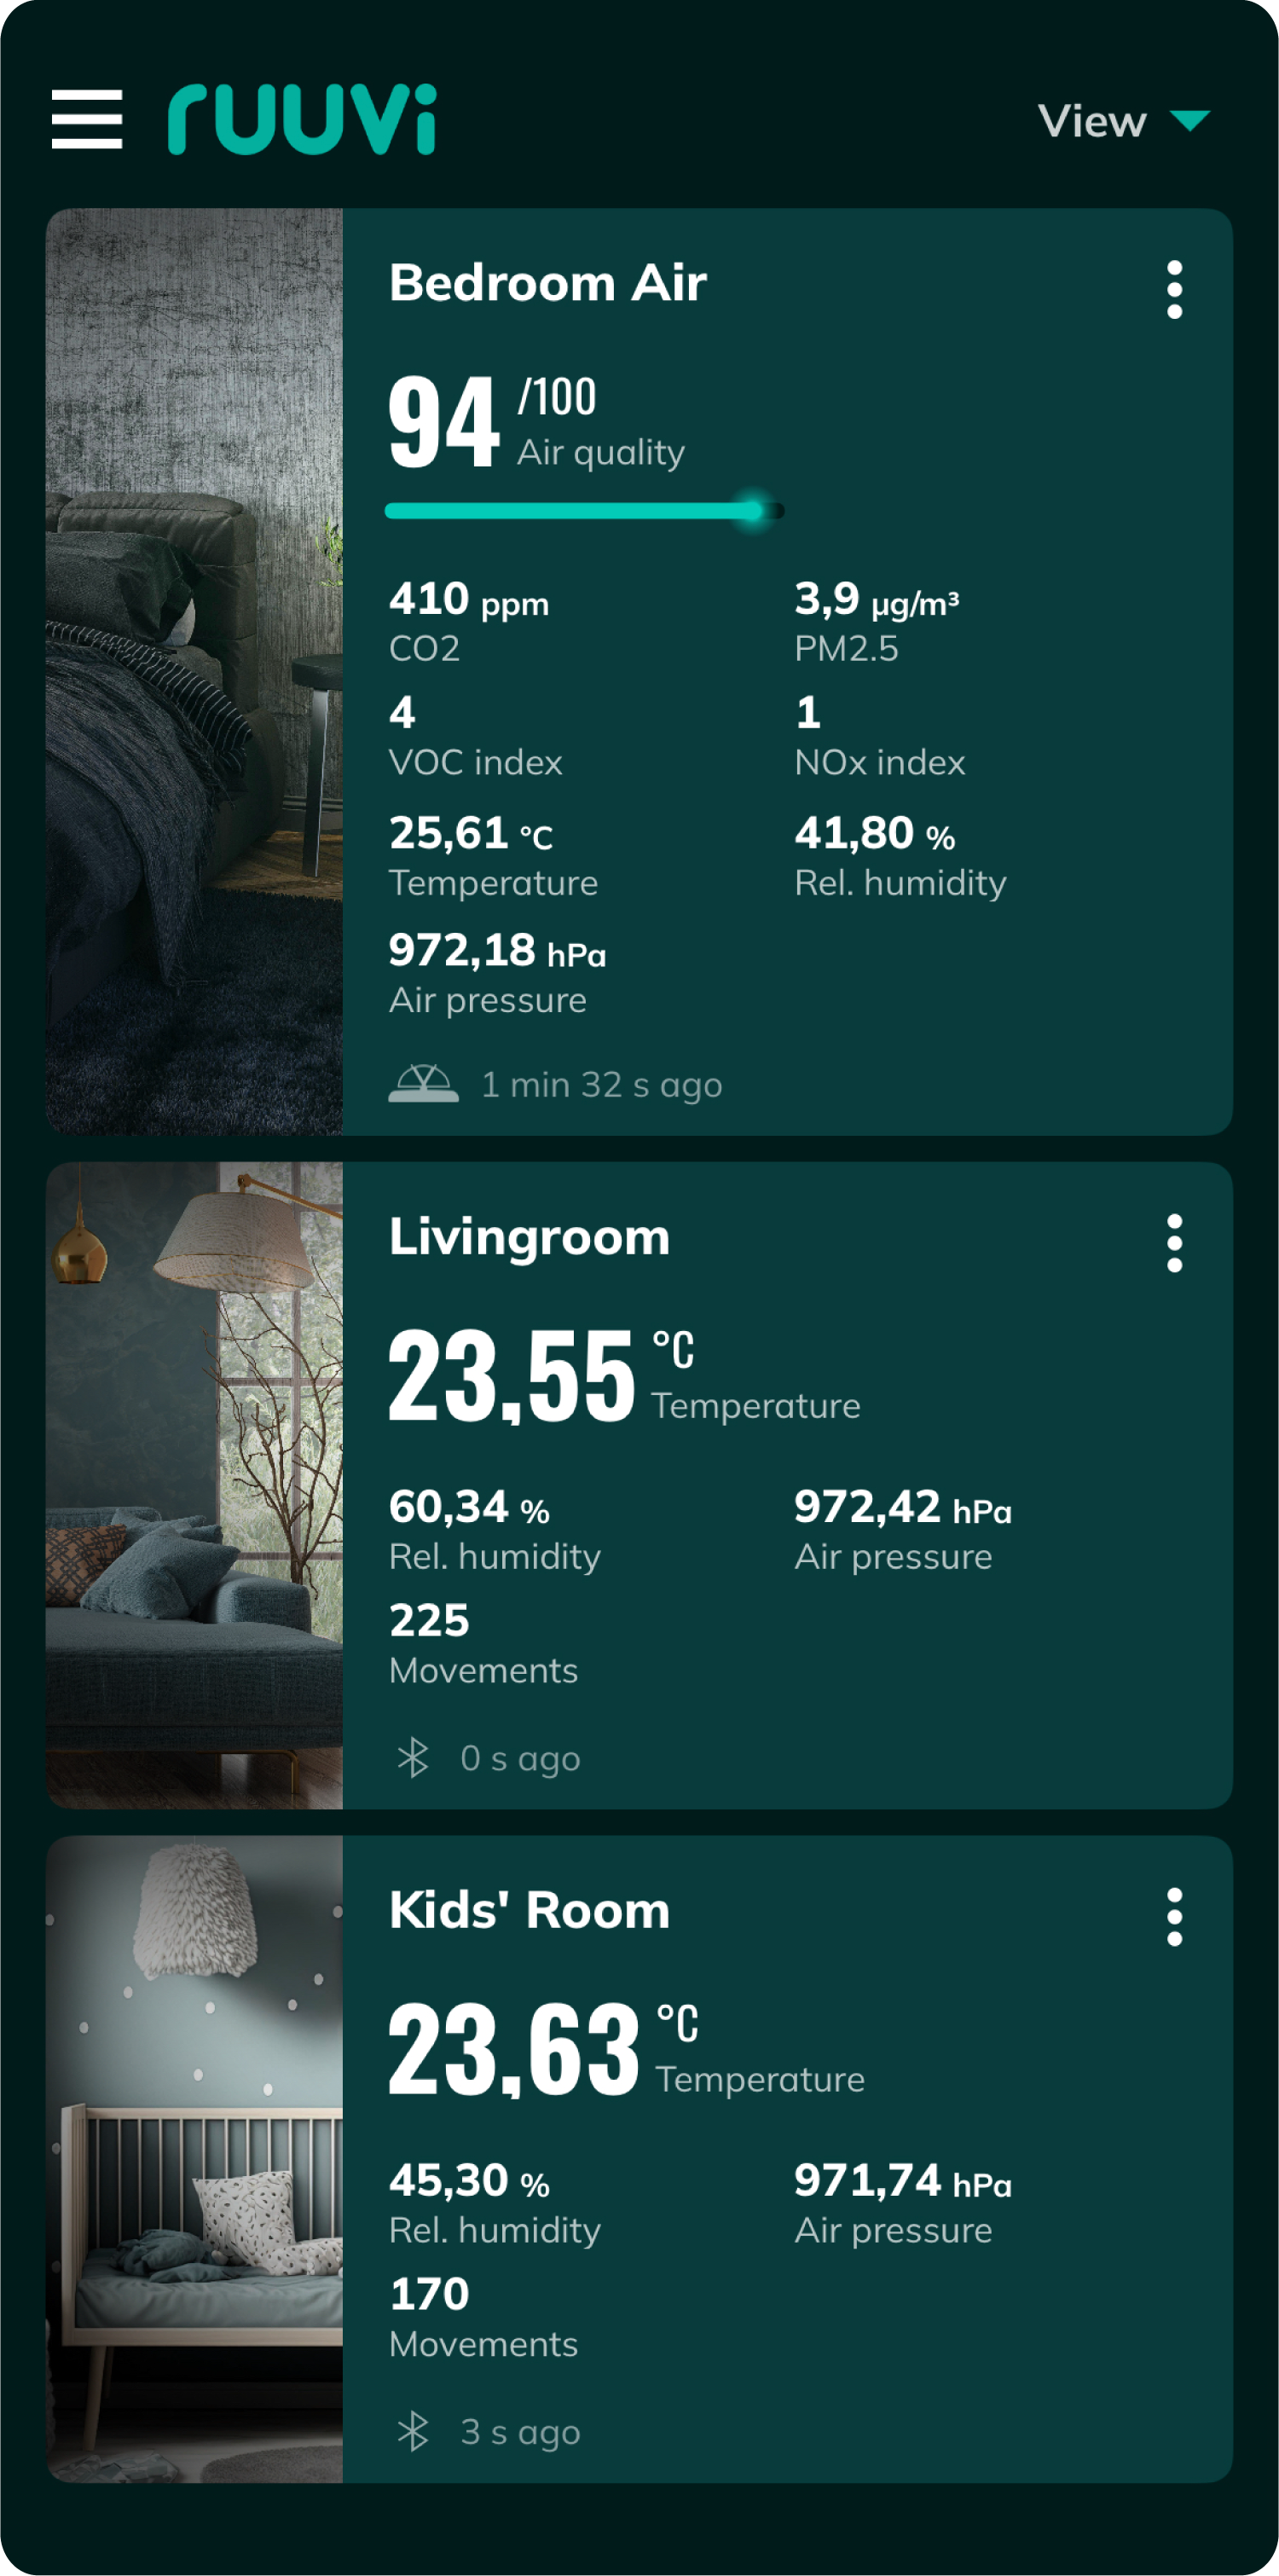 ruuvi
View
Bedroom Air
94 /100
Air quality
410 ppm
CO2
3,9 µg/m³
PM2.5
4
VOC index
1
NOx index
25,61 °C
Temperature
41,80 %
Rel. humidity
972,18 hPa
Air pressure
1 min 32 s ago
Livingroom
23,55 °C
Temperature
60,34 %
Rel. humidity
972,42 hPa
Air pressure
225
Movements
0 s ago
Kids' Room
23,63 °C
Temperature
45,30 %
Rel. humidity
971,74 hPa
Air pressure
170
Movements
3 s ago